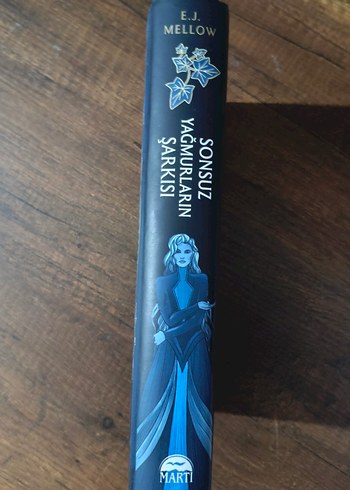 E.J.
MELLOW
SONSUZ
YAĞMURLARIN
ŞARKISI
MARTI